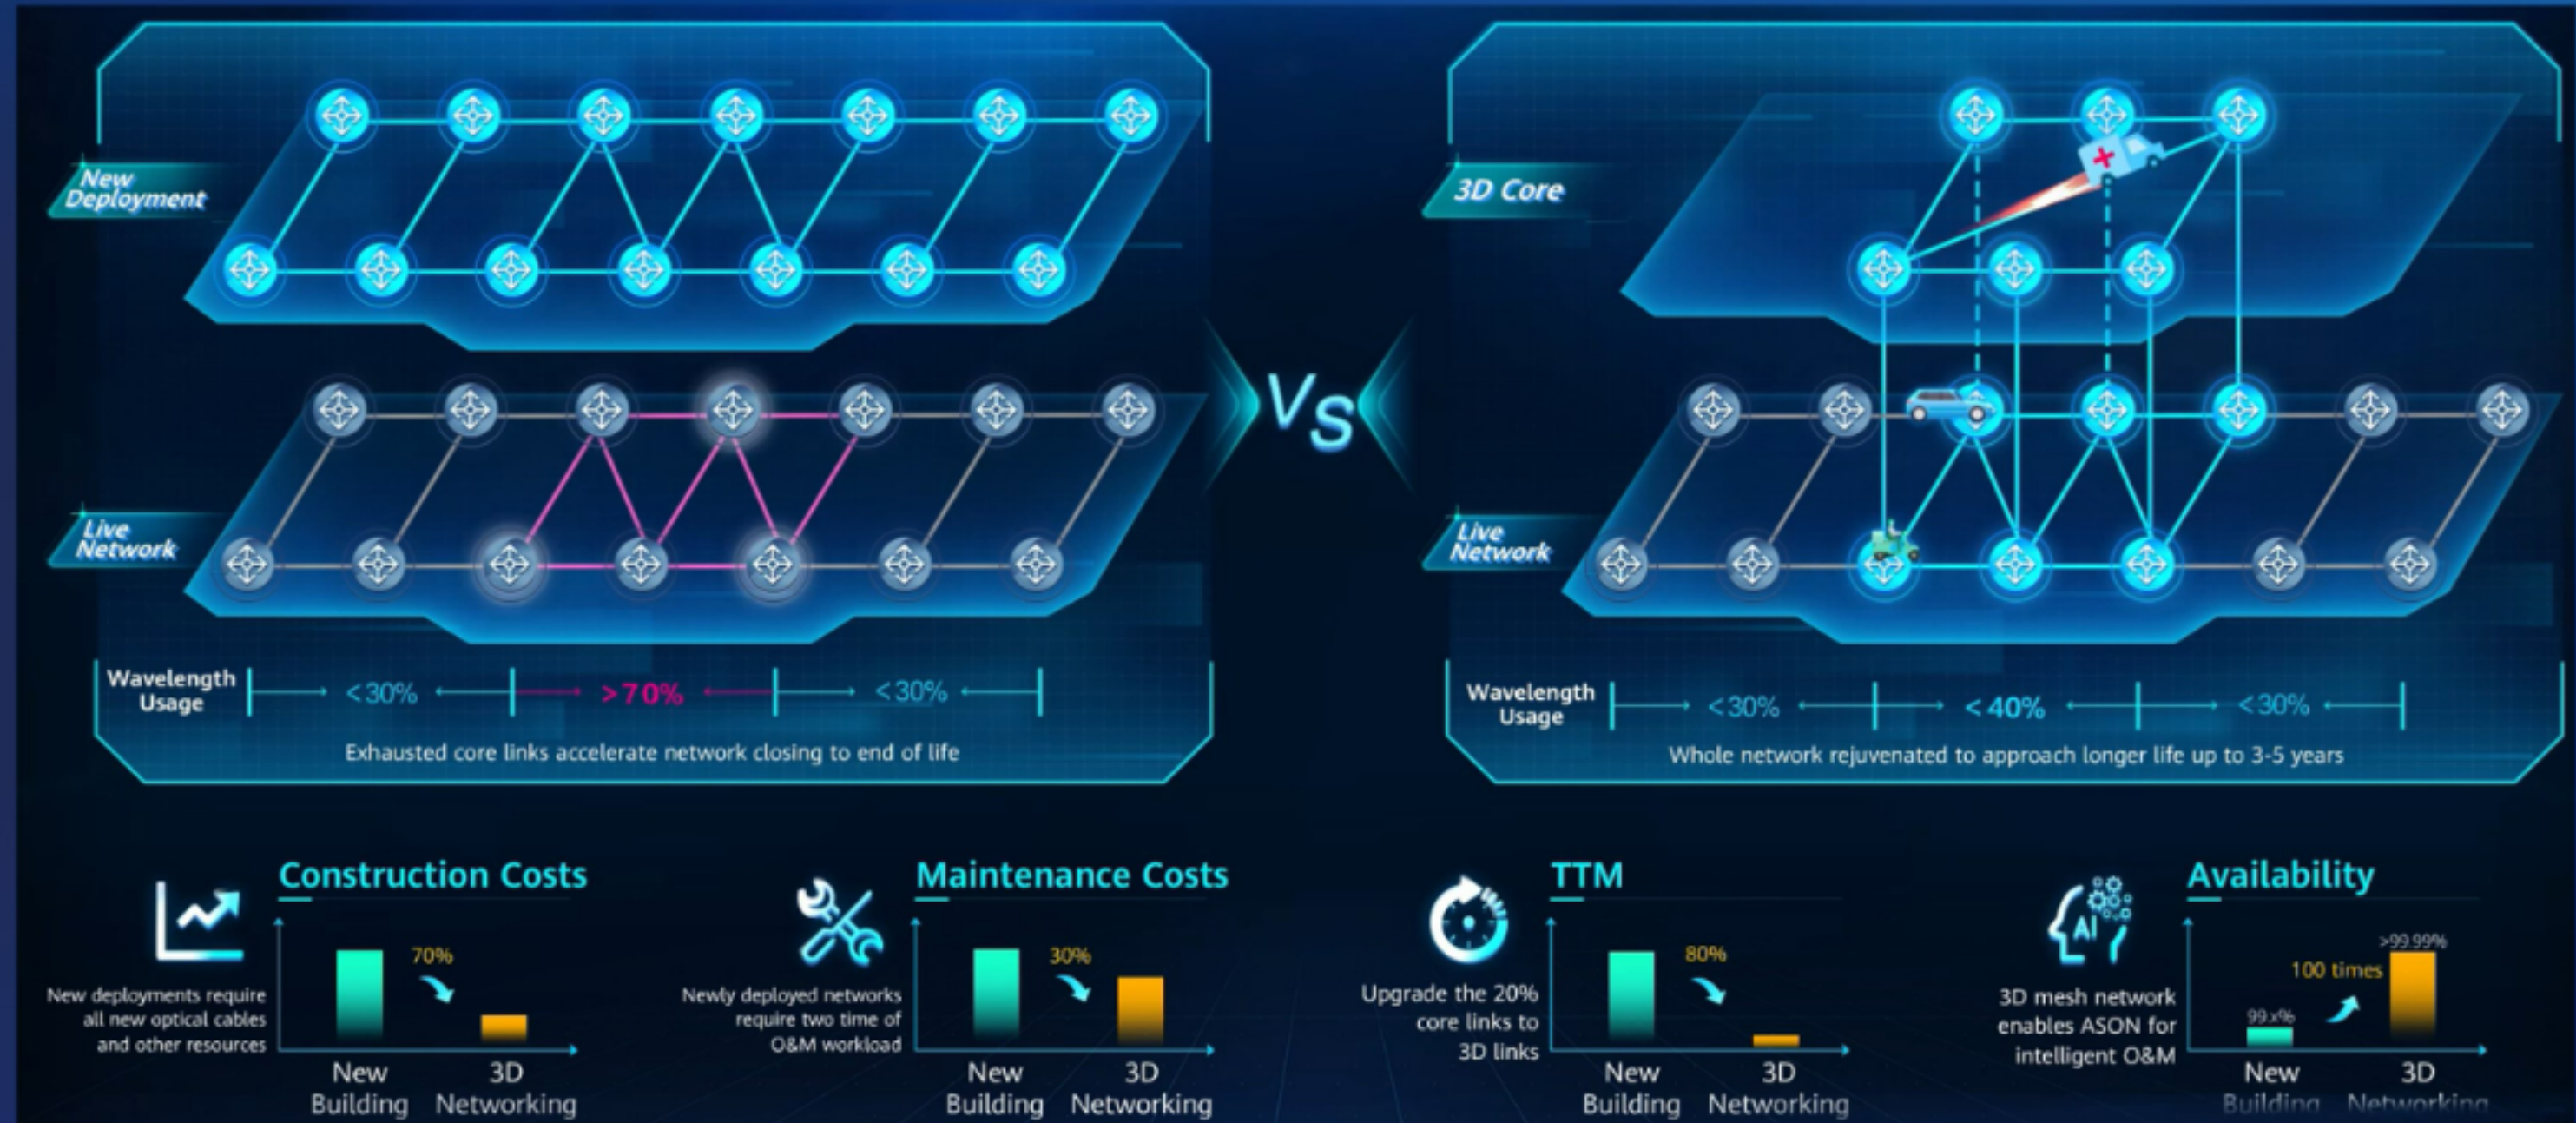 New
Deployment
Live
Network
Wavelength
Usage
<30%
>70%
<30%
Exhausted core links accelerate network closing to end of life
VS
3D Core
Live
Network
Wavelength
Usage
<30%
<40%
<30%
Whole network rejuvenated to approach longer life up to 3-5 years
Construction Costs
70%
New deployments require
all new optical cables
and other resources
New
Building
3D
Networking
Maintenance Costs
30%
Newly deployed networks
require two time of
O&M workload
New
Building
3D
Networking
TTM
80%
Upgrade the 20%
core links to
3D links
New
Building
3D
Networking
AI
Availability
>99.99%
100 times
99.x%
3D mesh network
enables ASON for
intelligent O&M
New
Building
3D
Networking